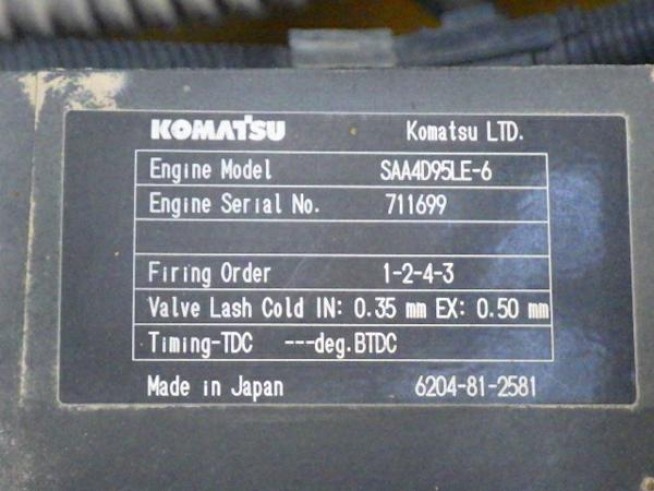 KOMATSU Komatsu LTD.
Engine Model SAA4D95LE-6
Engine Serial No. 711699
Firing Order 1-2-4-3
Valve Lash Cold IN: 0.35 mm EX: 0.50 mm
Timing-TDC ---deg.BTDC
Made in Japan 6204-81-2581